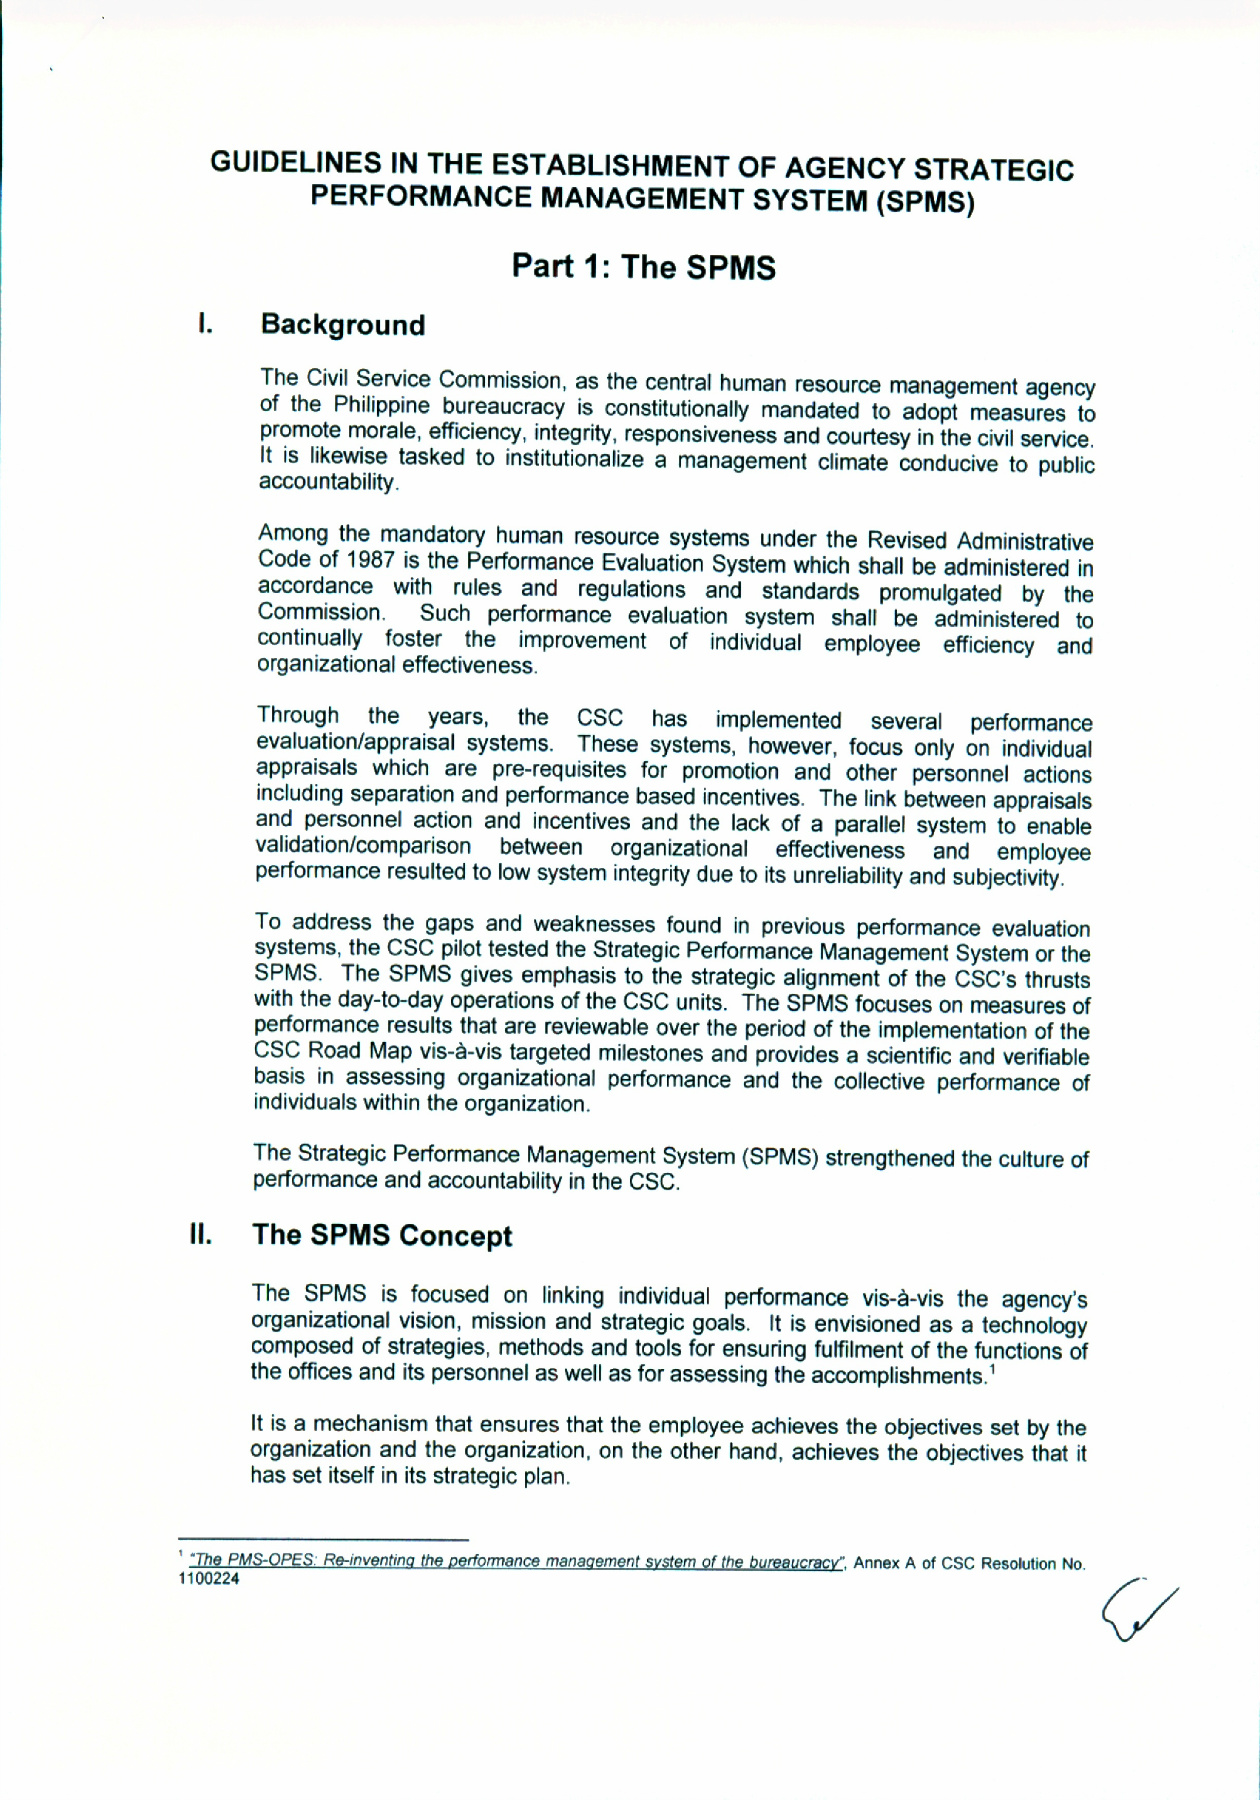 GUIDELINES IN THE ESTABLISHMENT OF AGENCY STRATEGIC
PERFORMANCE MANAGEMENT SYSTEM (SPMS)
Part 1: The SPMS
I. Background
The Civil Service Commission, as the central human resource management agency
of the Philippine bureaucracy is constitutionally mandated to adopt measures to
promote morale, efficiency, integrity, responsiveness and courtesy in the civil service.
It is likewise tasked to institutionalize a management climate conducive to public
accountability.
Among the mandatory human resource systems under the Revised Administrative
Code of 1987 is the Performance Evaluation System which shall be administered in
accordance with rules and regulations and standards promulgated by the
Commission. Such performance evaluation system shall be administered to
continually foster the improvement of individual employee efficiency and
organizational effectiveness.
Through the years, the CSC has implemented several performance
evaluation/appraisal systems. These systems, however, focus only on individual
appraisals which are pre-requisites for promotion and other personnel actions
including separation and performance based incentives. The link between appraisals
and personnel action and incentives and the lack of a parallel system to enable
validation/comparison between organizational effectiveness and employee
performance resulted to low system integrity due to its unreliability and subjectivity.
To address the gaps and weaknesses found in previous performance evaluation
systems, the CSC pilot tested the Strategic Performance Management System or the
SPMS. The SPMS gives emphasis to the strategic alignment of the CSC's thrusts
with the day-to-day operations of the CSC units. The SPMS focuses on measures of
performance results that are reviewable over the period of the implementation of the
CSC Road Map vis-à-vis targeted milestones and provides a scientific and verifiable
basis in assessing organizational performance and the collective performance of
individuals within the organization.
The Strategic Performance Management System (SPMS) strengthened the culture of
performance and accountability in the CSC.
II. The SPMS Concept
The SPMS is focused on linking individual performance vis-à-vis the agency's
organizational vision, mission and strategic goals. It is envisioned as a technology
composed of strategies, methods and tools for ensuring fulfilment of the functions of
the offices and its personnel as well as for assessing the accomplishments.¹
It is a mechanism that ensures that the employee achieves the objectives set by the
organization and the organization, on the other hand, achieves the objectives that it
has set itself in its strategic plan.
¹ "The PMS-OPES: Re-inventing the performance management system of the bureaucracy", Annex A of CSC Resolution No.
1100224